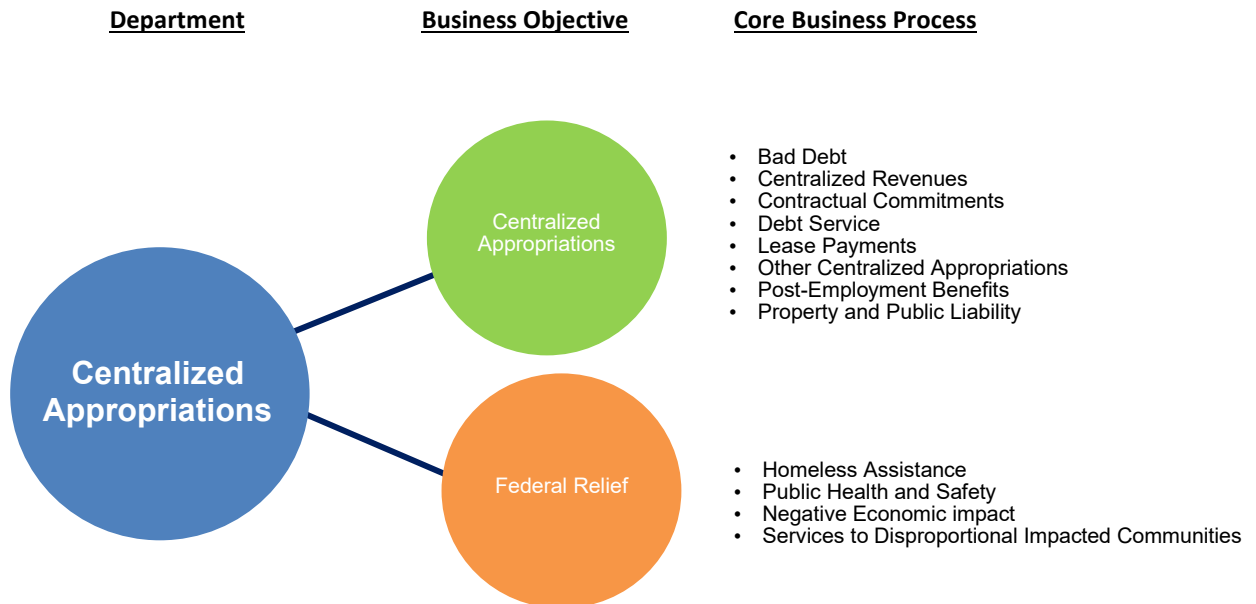 Department Business Objective Core Business Process
Centralized
Appropriations
Centralized
Appropriations
• Bad Debt
• Centralized Revenues
• Contractual Commitments
• Debt Service
• Lease Payments
• Other Centralized Appropriations
• Post-Employment Benefits
• Property and Public Liability
Federal Relief
• Homeless Assistance
• Public Health and Safety
• Negative Economic impact
• Services to Disproportional Impacted Communities